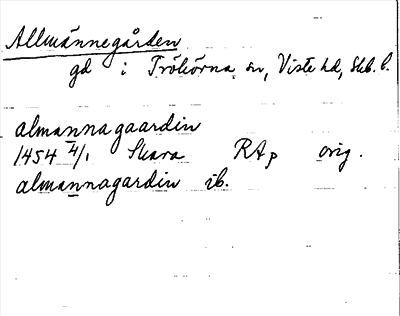 Allmännegården
gd i Trökörna sn, Viste hd, Skb. l.
almannagaardin
1454 4/1 Skara RAp orig.
almannagardin ib.